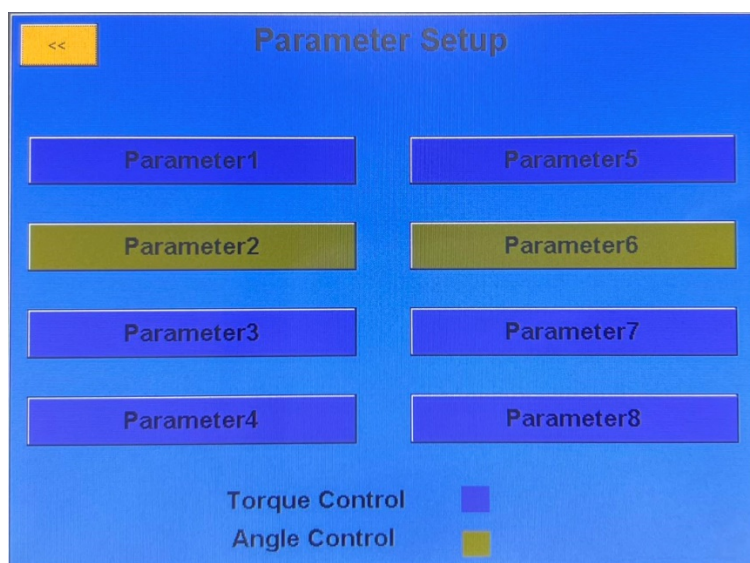 <<
Parameter Setup
Parameter1
Parameter5
Parameter2
Parameter6
Parameter3
Parameter7
Parameter4
Parameter8
Torque Control
Angle Control